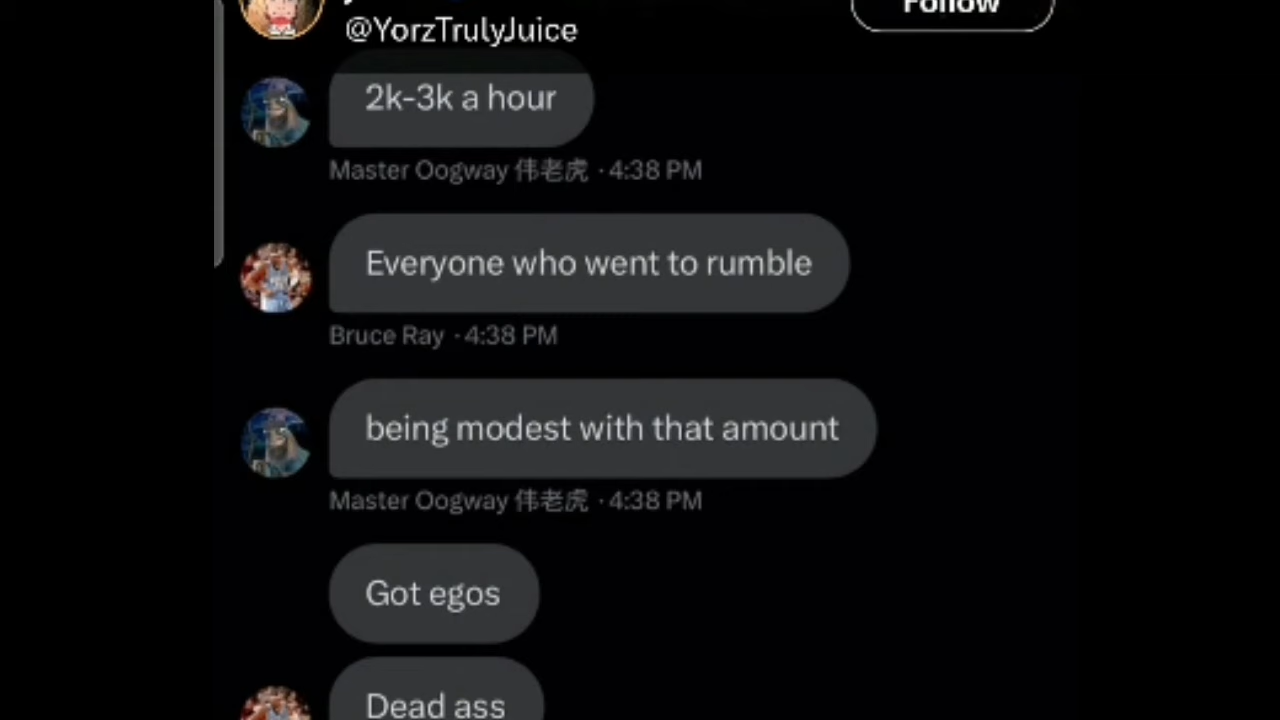 Follow
@YorzTrulyJuice
2k-3k a hour
Master Oogway 伟老虎 · 4:38 PM
Everyone who went to rumble
Bruce Ray · 4:38 PM
being modest with that amount
Master Oogway 伟老虎 · 4:38 PM
Got egos
Dead ass